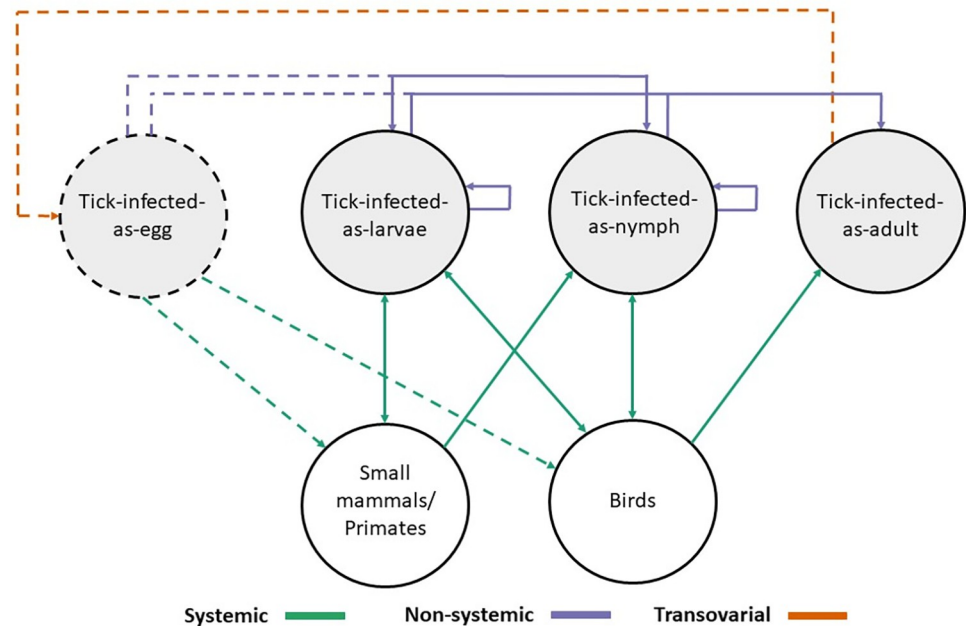 Tick-infected-
as-egg
Tick-infected-
as-larvae
Tick-infected-
as-nymph
Tick-infected-
as-adult
Small
mammals/
Primates
Birds
Systemic
Non-systemic
Transovarial